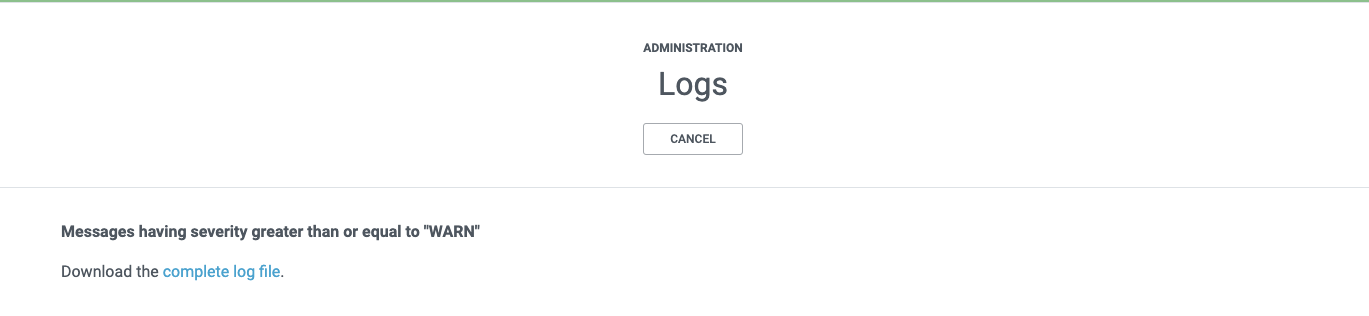 ADMINISTRATION
Logs
CANCEL
Messages having severity greater than or equal to "WARN"
Download the complete log file.